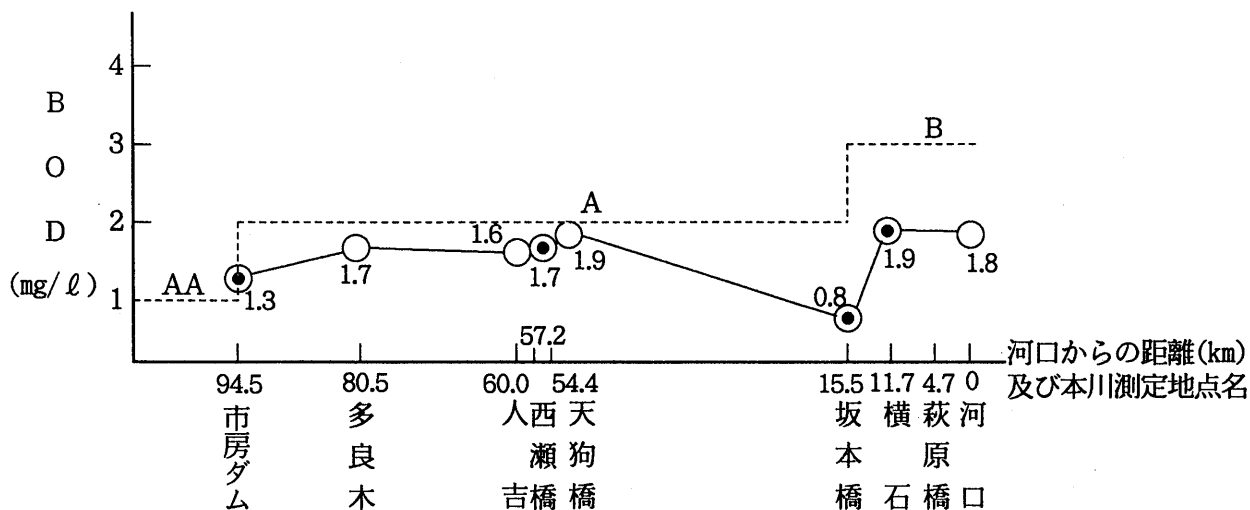 4
B
3
B
O
A
2
D
1.6
1.7
1.7
1.9
1.9
1.8
(mg/ℓ)
AA
1
1.3
0.8
57.2
河口からの距離(km)
94.5 80.5 60.0 54.4 15.5 11.7 4.7 0
及び本川測定地点名
市房ダム
多良木
人吉
西瀬橋
天狗橋
坂本橋
横石
萩原橋
河口